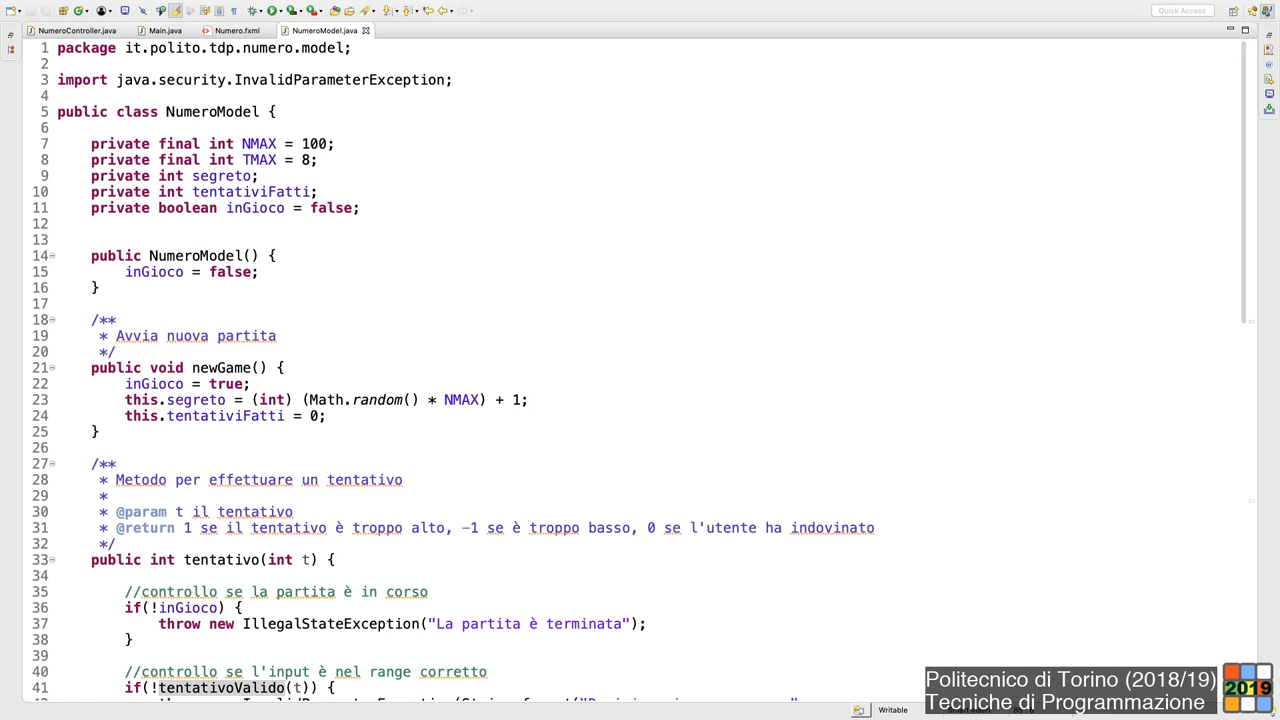 Quick Access
NumeroController.java
Main.java
Numero.fxml
NumeroModel.java
1 package it.polito.tdp.numero.model;
2
3 import java.security.InvalidParameterException;
4
5 public class NumeroModel {
6
7 private final int NMAX = 100;
8 private final int TMAX = 8;
9 private int segreto;
10 private int tentativiFatti;
11 private boolean inGioco = false;
12
13
14 public NumeroModel() {
15 inGioco = false;
16 }
17
18 /**
19 * Avvia nuova partita
20 */
21 public void newGame() {
22 inGioco = true;
23 this.segreto = (int) (Math.random() * NMAX) + 1;
24 this.tentativiFatti = 0;
25 }
26
27 /**
28 * Metodo per effettuare un tentativo
29 *
30 * @param t il tentativo
31 * @return 1 se il tentativo è troppo alto, -1 se è troppo basso, 0 se l'utente ha indovinato
32 */
33 public int tentativo(int t) {
34
35 //controllo se la partita è in corso
36 if(!inGioco) {
37 throw new IllegalStateException("La partita è terminata");
38 }
39
40 //controllo se l'input è nel range corretto
41 if(!tentativoValido(t)) {
Writable
Politecnico di Torino (2018/19)
Tecniche di Programmazione
2019